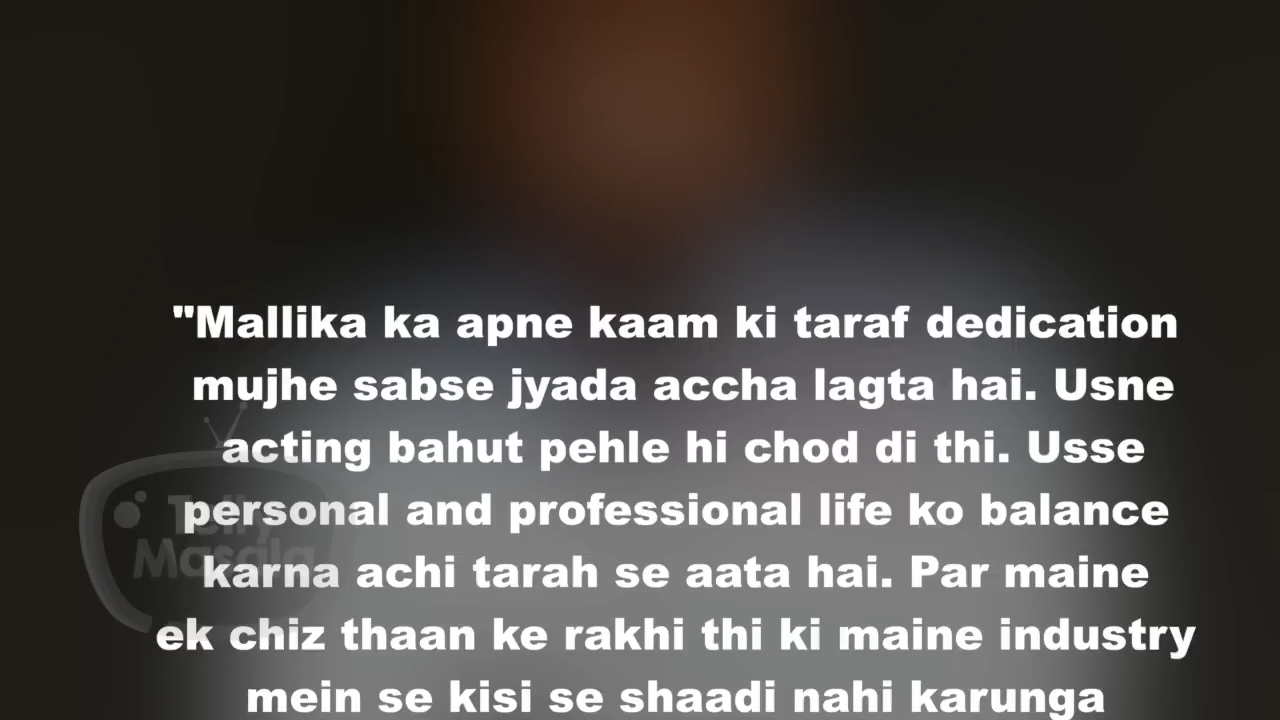 "Mallika ka apne kaam ki taraf dedication
mujhe sabse jyada accha lagta hai. Usne
acting bahut pehle hi chod di thi. Usse
personal and professional life ko balance
karna achi tarah se aata hai. Par maine
ek chiz thaan ke rakhi thi ki maine industry
mein se kisi se shaadi nahi karunga
Telly
Masala